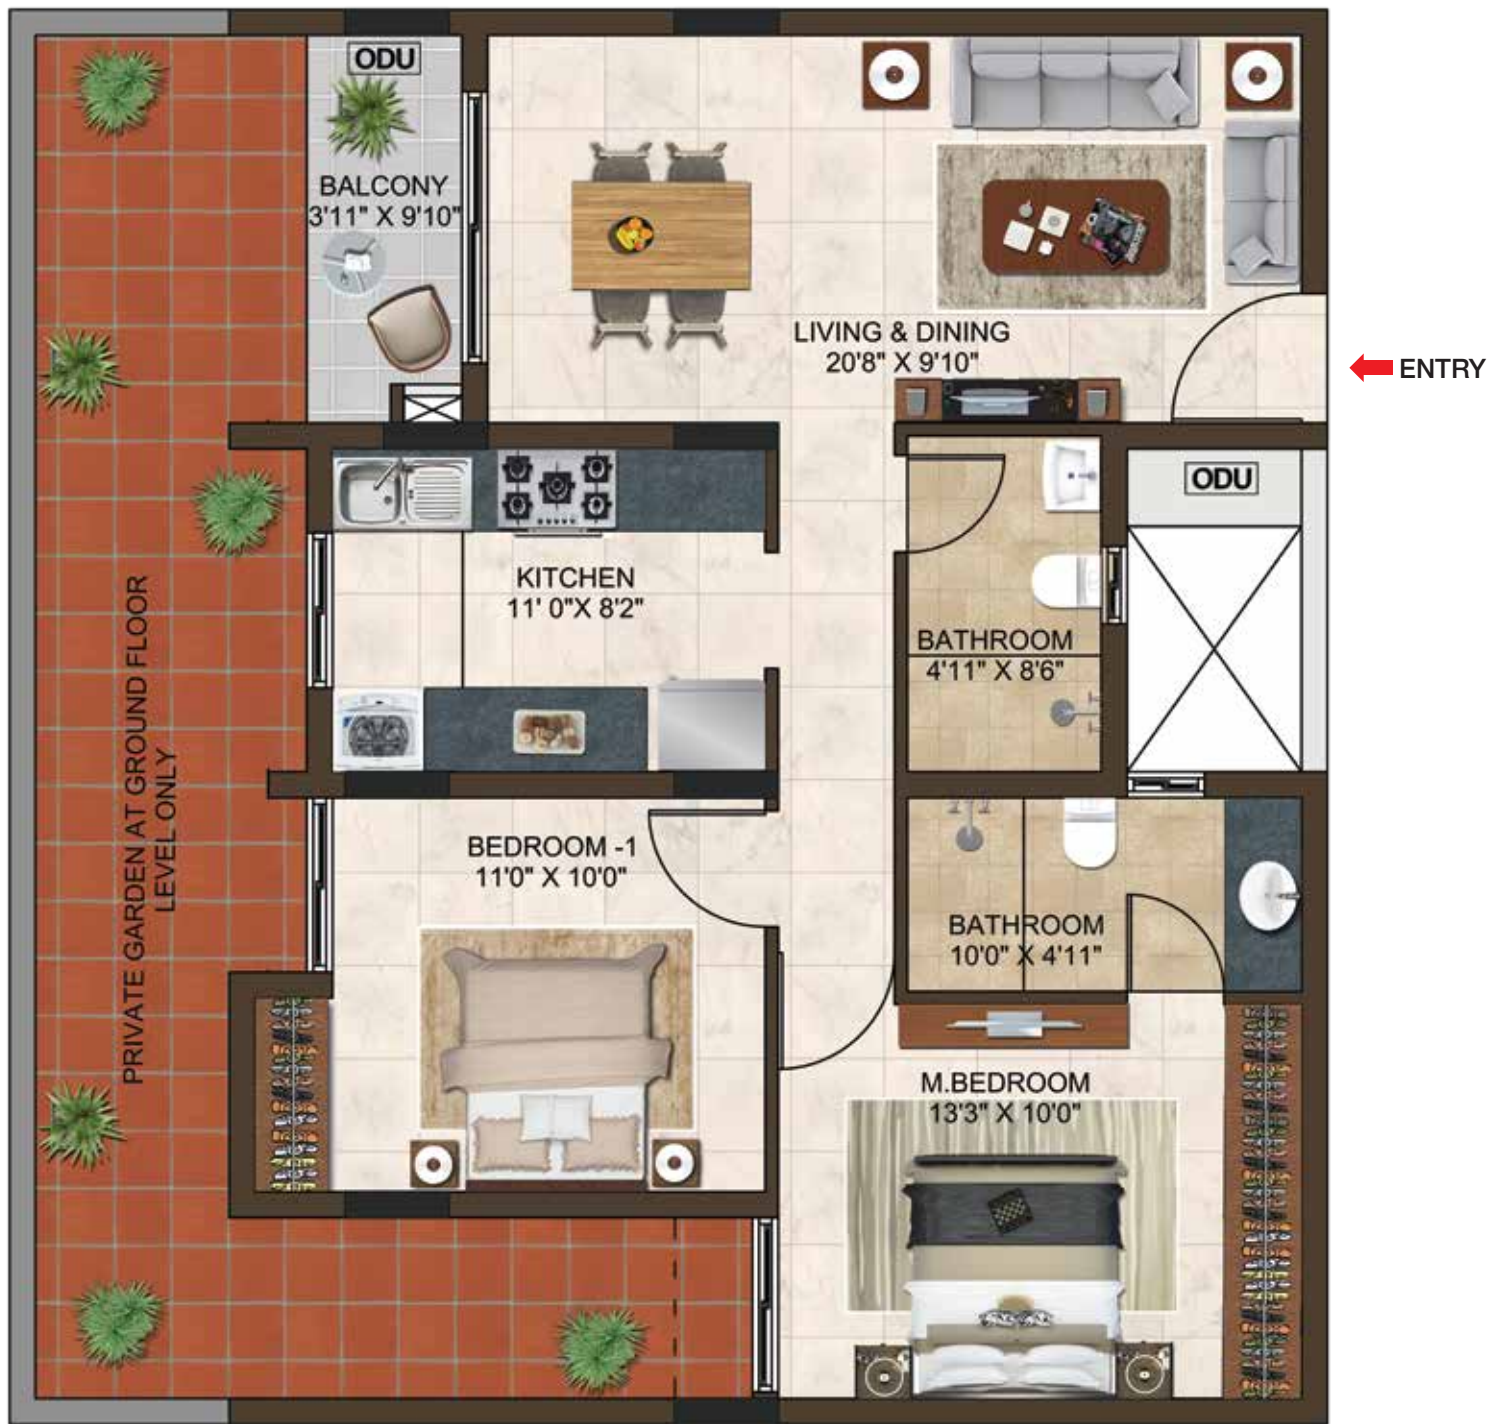 ODU
BALCONY
3'11" X 9'10"
LIVING & DINING
20'8" X 9'10"
ENTRY
ODU
KITCHEN
11' 0"X 8'2"
BATHROOM
4'11" X 8'6"
PRIVATE GARDEN AT GROUND FLOOR
LEVEL ONLY
BEDROOM -1
11'0" X 10'0"
BATHROOM
10'0" X 4'11"
M.BEDROOM
13'3" X 10'0"